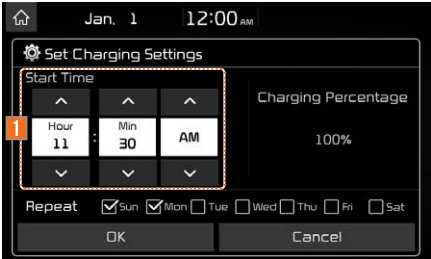 Jan. 1 12:00 AM
Set Charging Settings
Start Time
Charging Percentage
1
Hour Min
11 : 30 AM
100%
Repeat Sun Mon Tue Wed Thu Fri Sat
OK Cancel